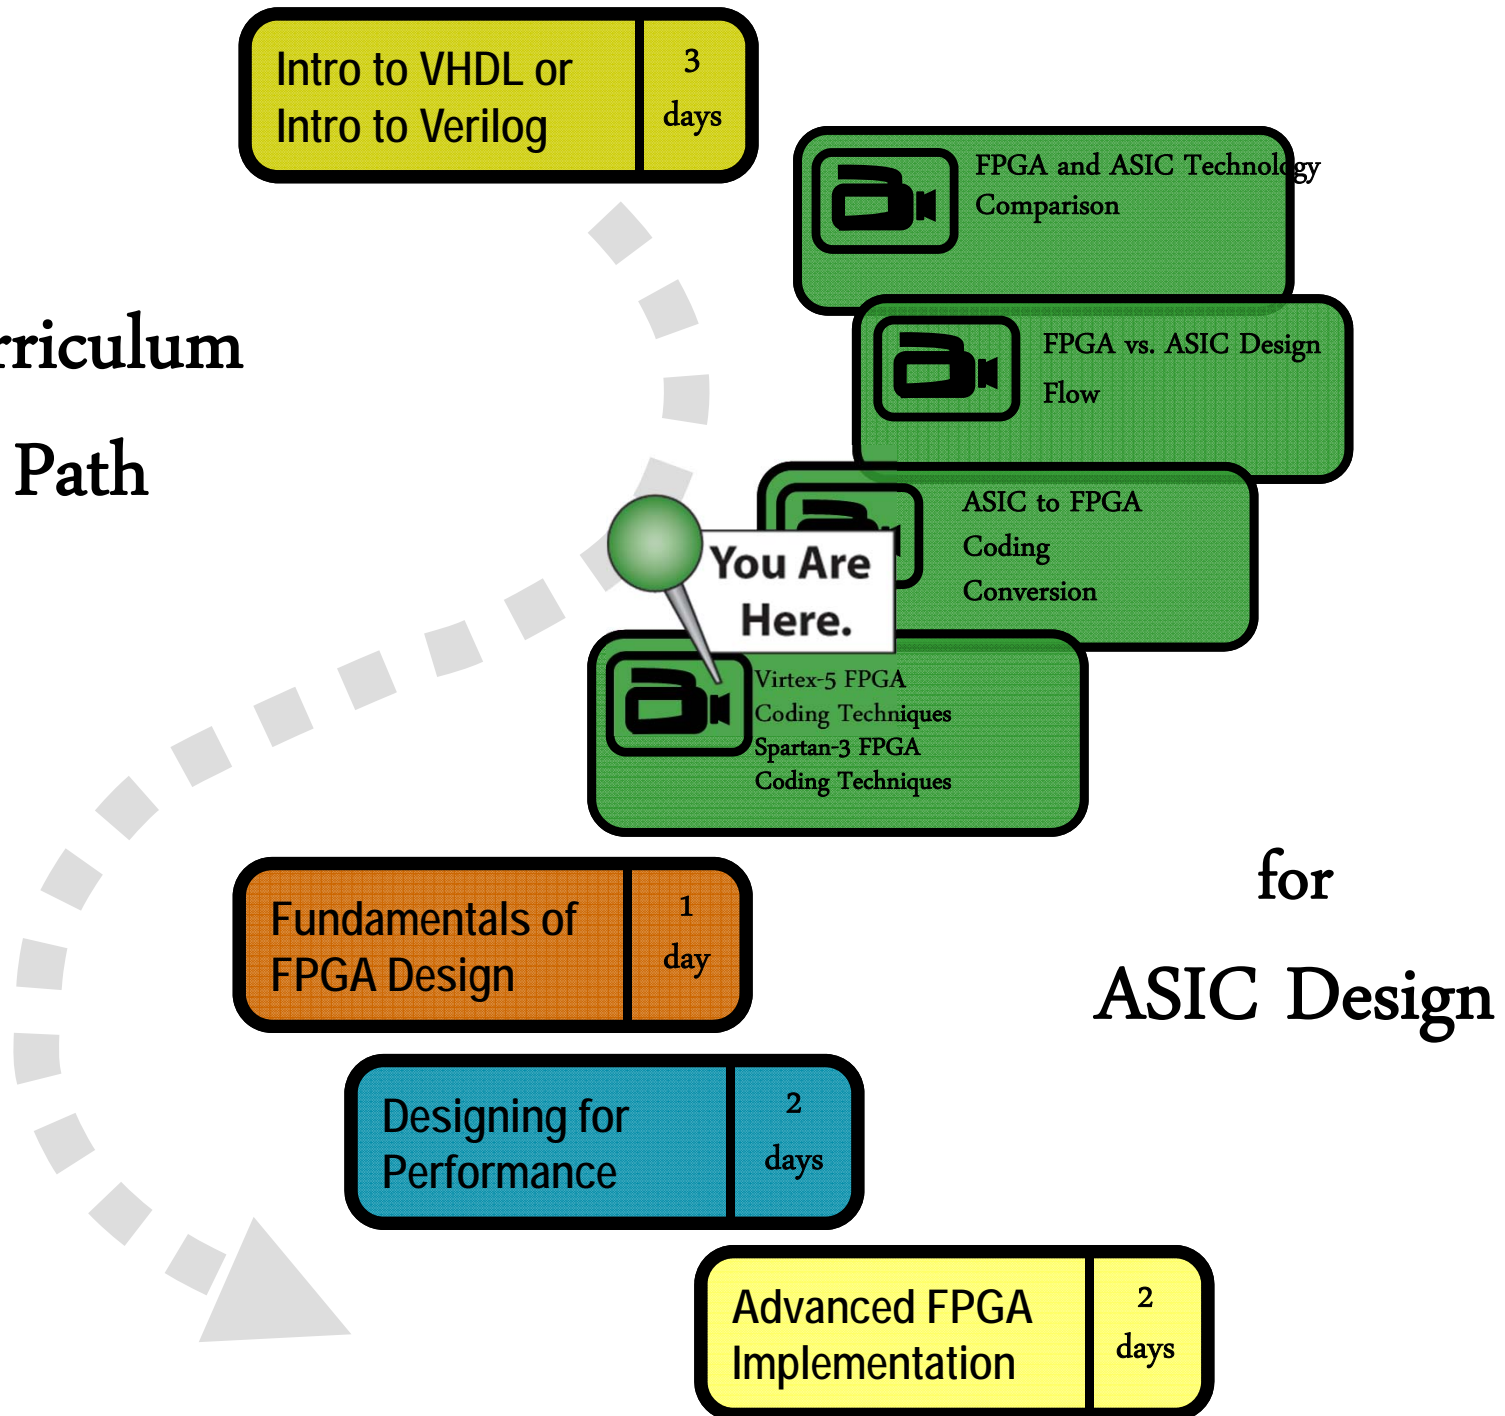 Intro to VHDL or
Intro to Verilog
3
days
FPGA and ASIC Technology
Comparison
rriculum
Path
FPGA vs. ASIC Design
Flow
ASIC to FPGA
Coding
Conversion
You Are
Here.
Virtex-5 FPGA
Coding Techniques
Spartan-3 FPGA
Coding Techniques
for
ASIC Design
Fundamentals of
FPGA Design
1
day
Designing for
Performance
2
days
Advanced FPGA
Implementation
2
days